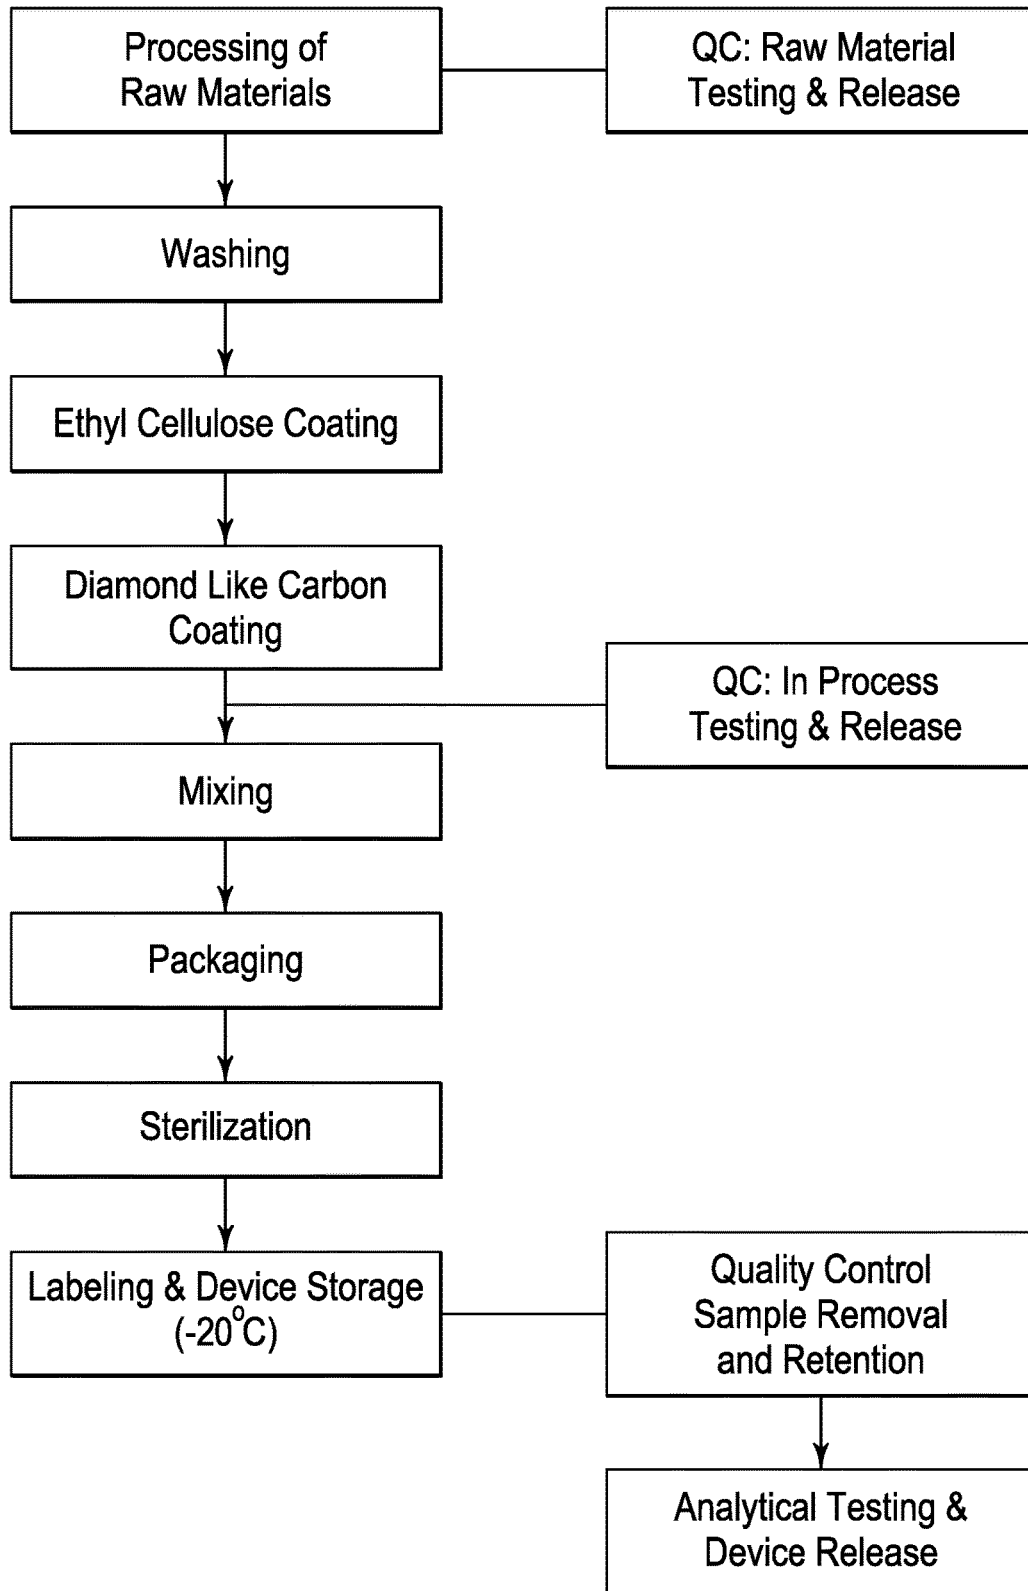 Processing of
Raw Materials
QC: Raw Material
Testing & Release
Washing
Ethyl Cellulose Coating
Diamond Like Carbon
Coating
QC: In Process
Testing & Release
Mixing
Packaging
Sterilization
Labeling & Device Storage
(-20°C)
Quality Control
Sample Removal
and Retention
Analytical Testing &
Device Release